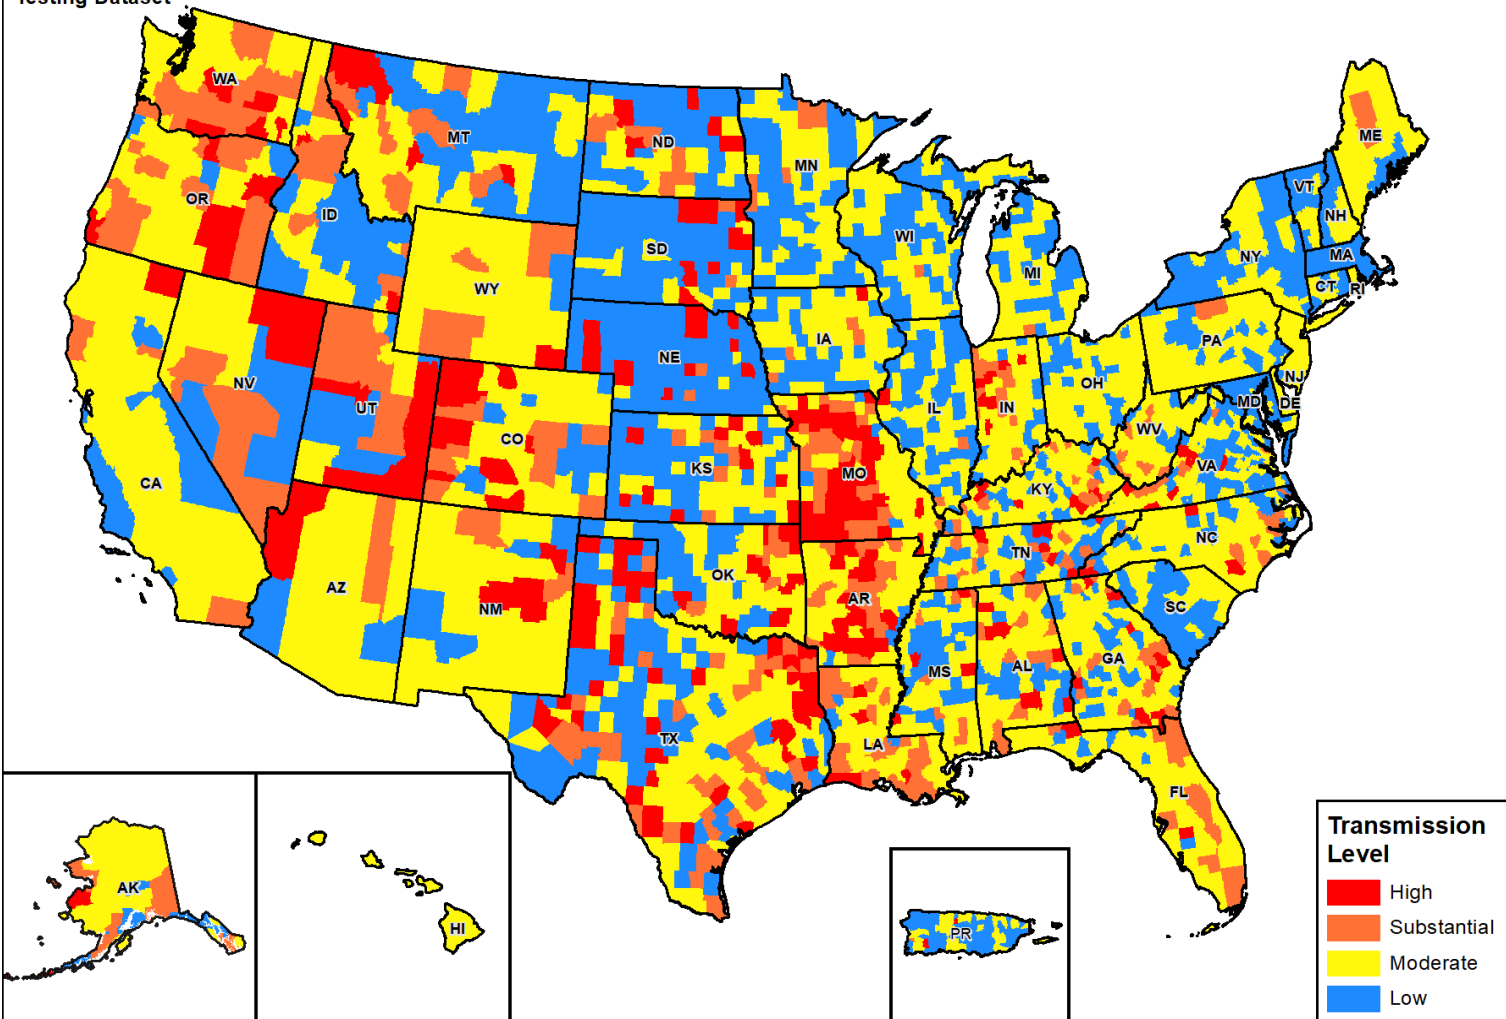 Testing Dataset
WA
MT
ND
MN
ME
OR
ID
SD
WI
VT
NH
WY
MI
NY
MA
CT
RI
NE
IA
PA
NV
UT
CO
IL
IN
OH
NJ
MD
DE
WV
CA
KS
MO
KY
VA
AZ
NM
OK
AR
TN
NC
SC
TX
LA
MS
AL
GA
FL
AK
HI
PR
Transmission
Level
High
Substantial
Moderate
Low